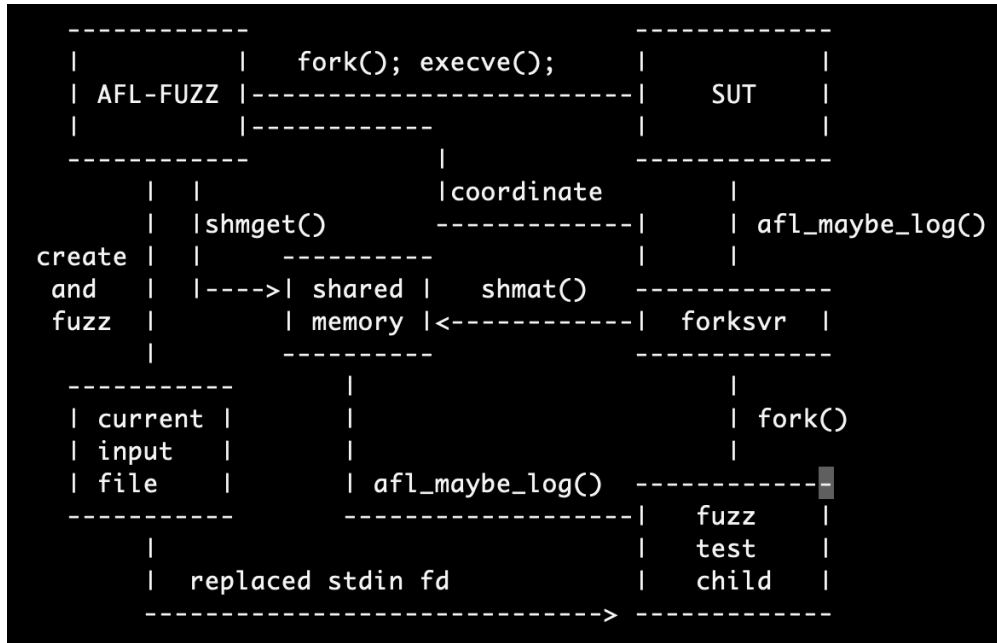 fork(); execve();
AFL-FUZZ
SUT
coordinate
shmget()
afl_maybe_log()
create
and
fuzz
shared
memory
shmat()
forksvr
current
input
file
fork()
afl_maybe_log()
fuzz
test
child
replaced stdin fd